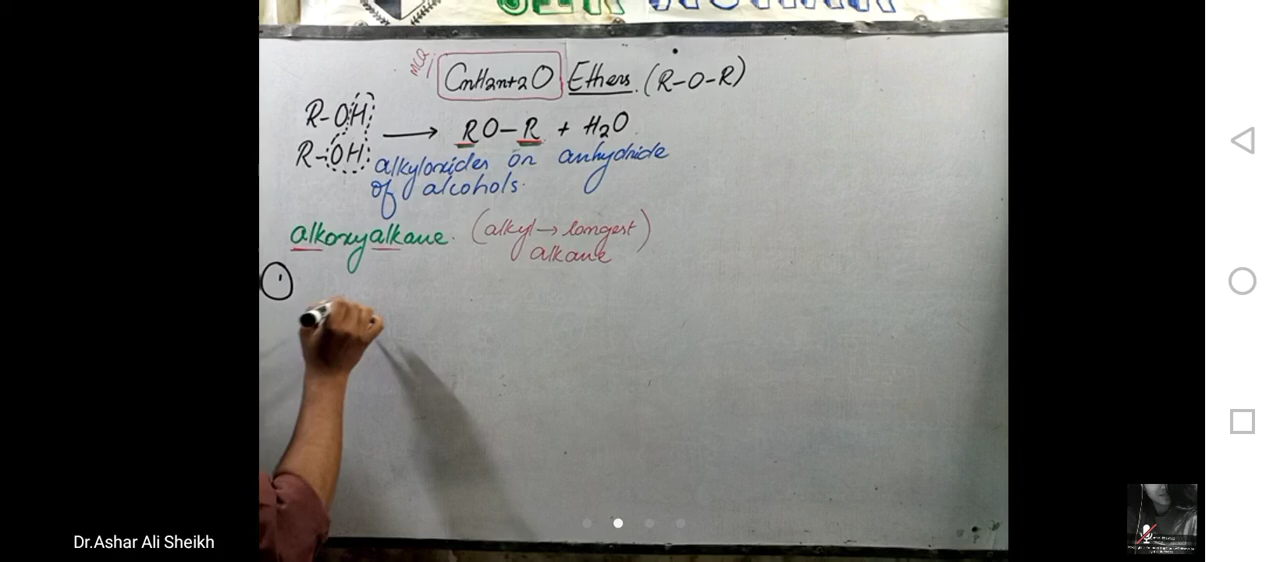 MCQ
CnH2n+2O Ethers. (R-O-R)
R-OH
R-OH → RO-R + H2O
alkyloxides or anhydride
of alcohols.
alkoxyalkane. (alkyl → longest
alkane)
1
Dr.Ashar Ali Sheikh